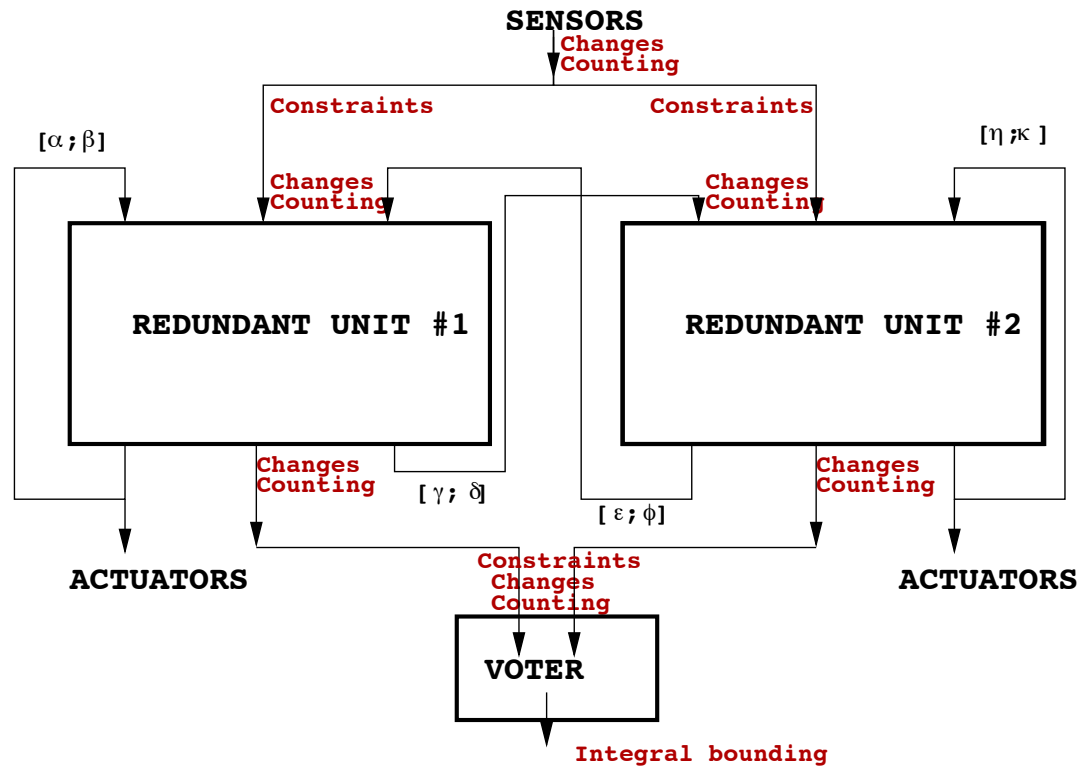 SENSORS
Changes
Counting
Constraints
Constraints
[α ; β]
[η ; κ ]
Changes
Counting
Changes
Counting
REDUNDANT UNIT #1
REDUNDANT UNIT #2
Changes
Counting
Changes
Counting
[ γ ; δ]
[ ε ; ϕ]
ACTUATORS
ACTUATORS
Constraints
Changes
Counting
VOTER
Integral bounding